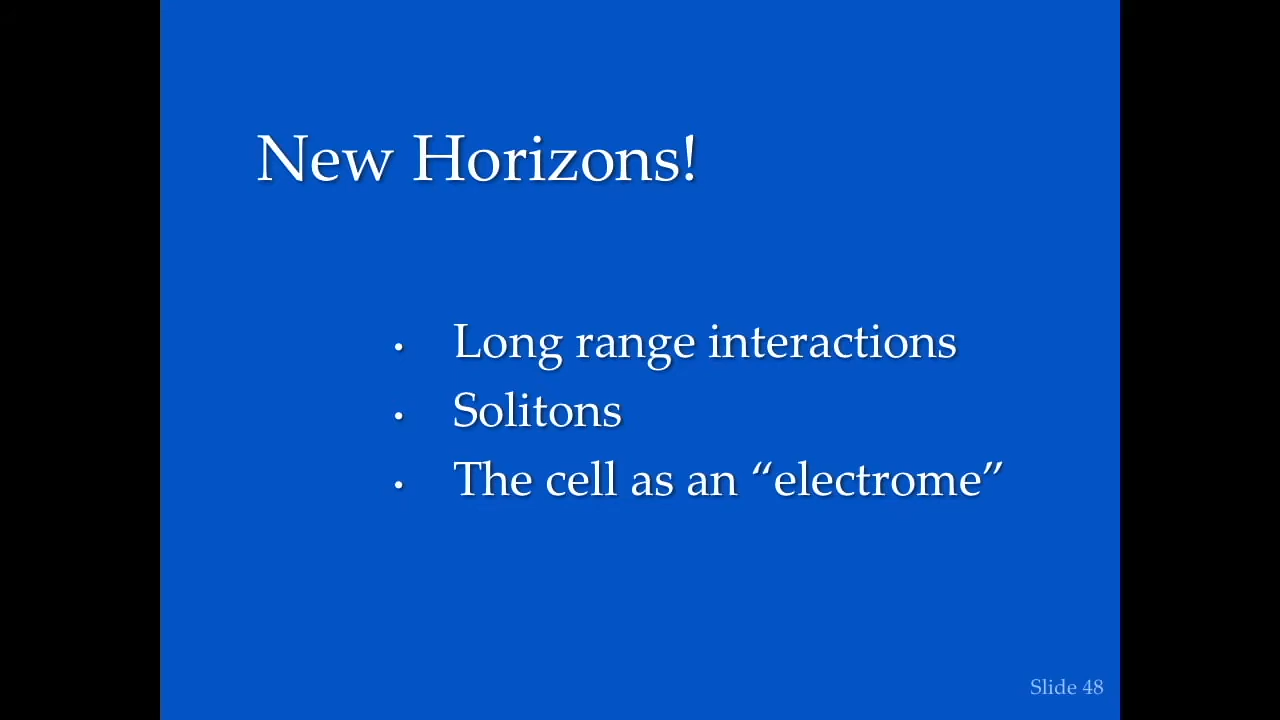 New Horizons!
• Long range interactions
• Solitons
• The cell as an “electrome”
Slide 48